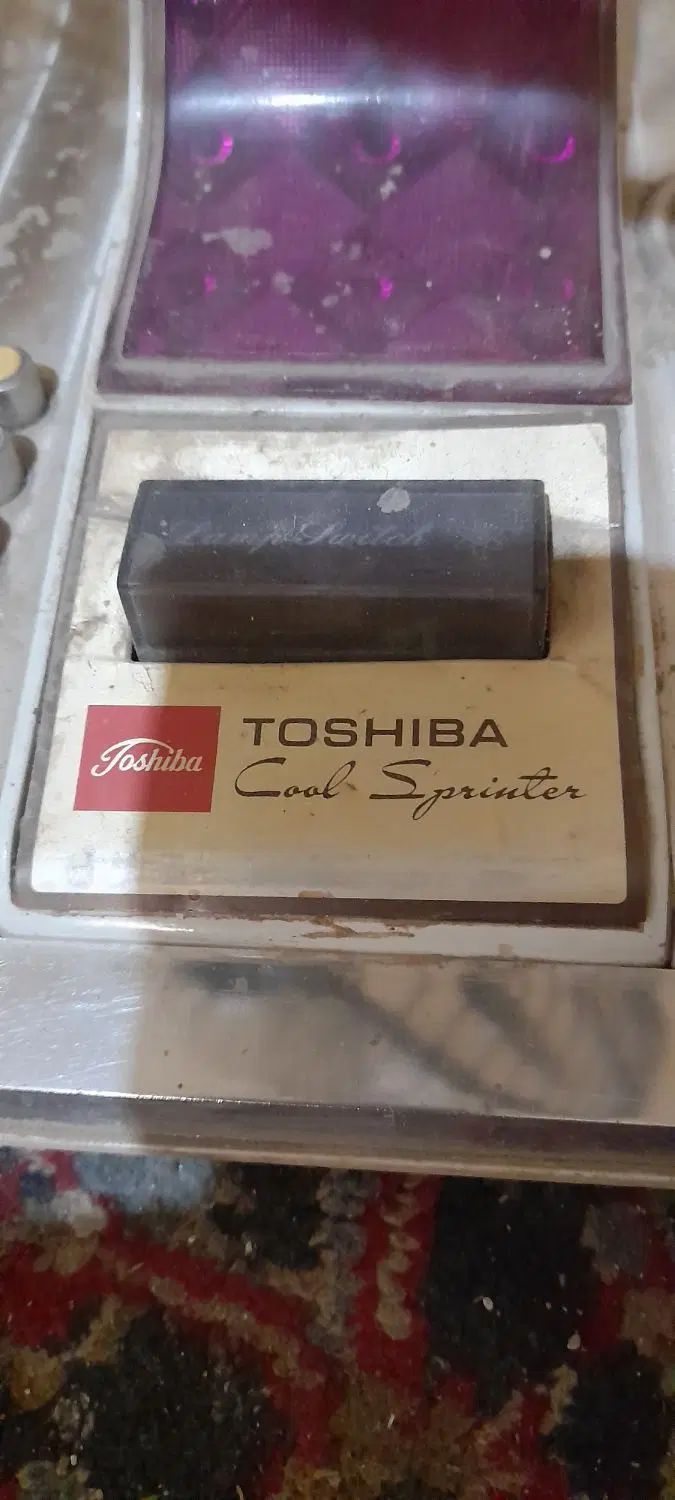 Lamp Switch
Toshiba
TOSHIBA
Cool Sprinter